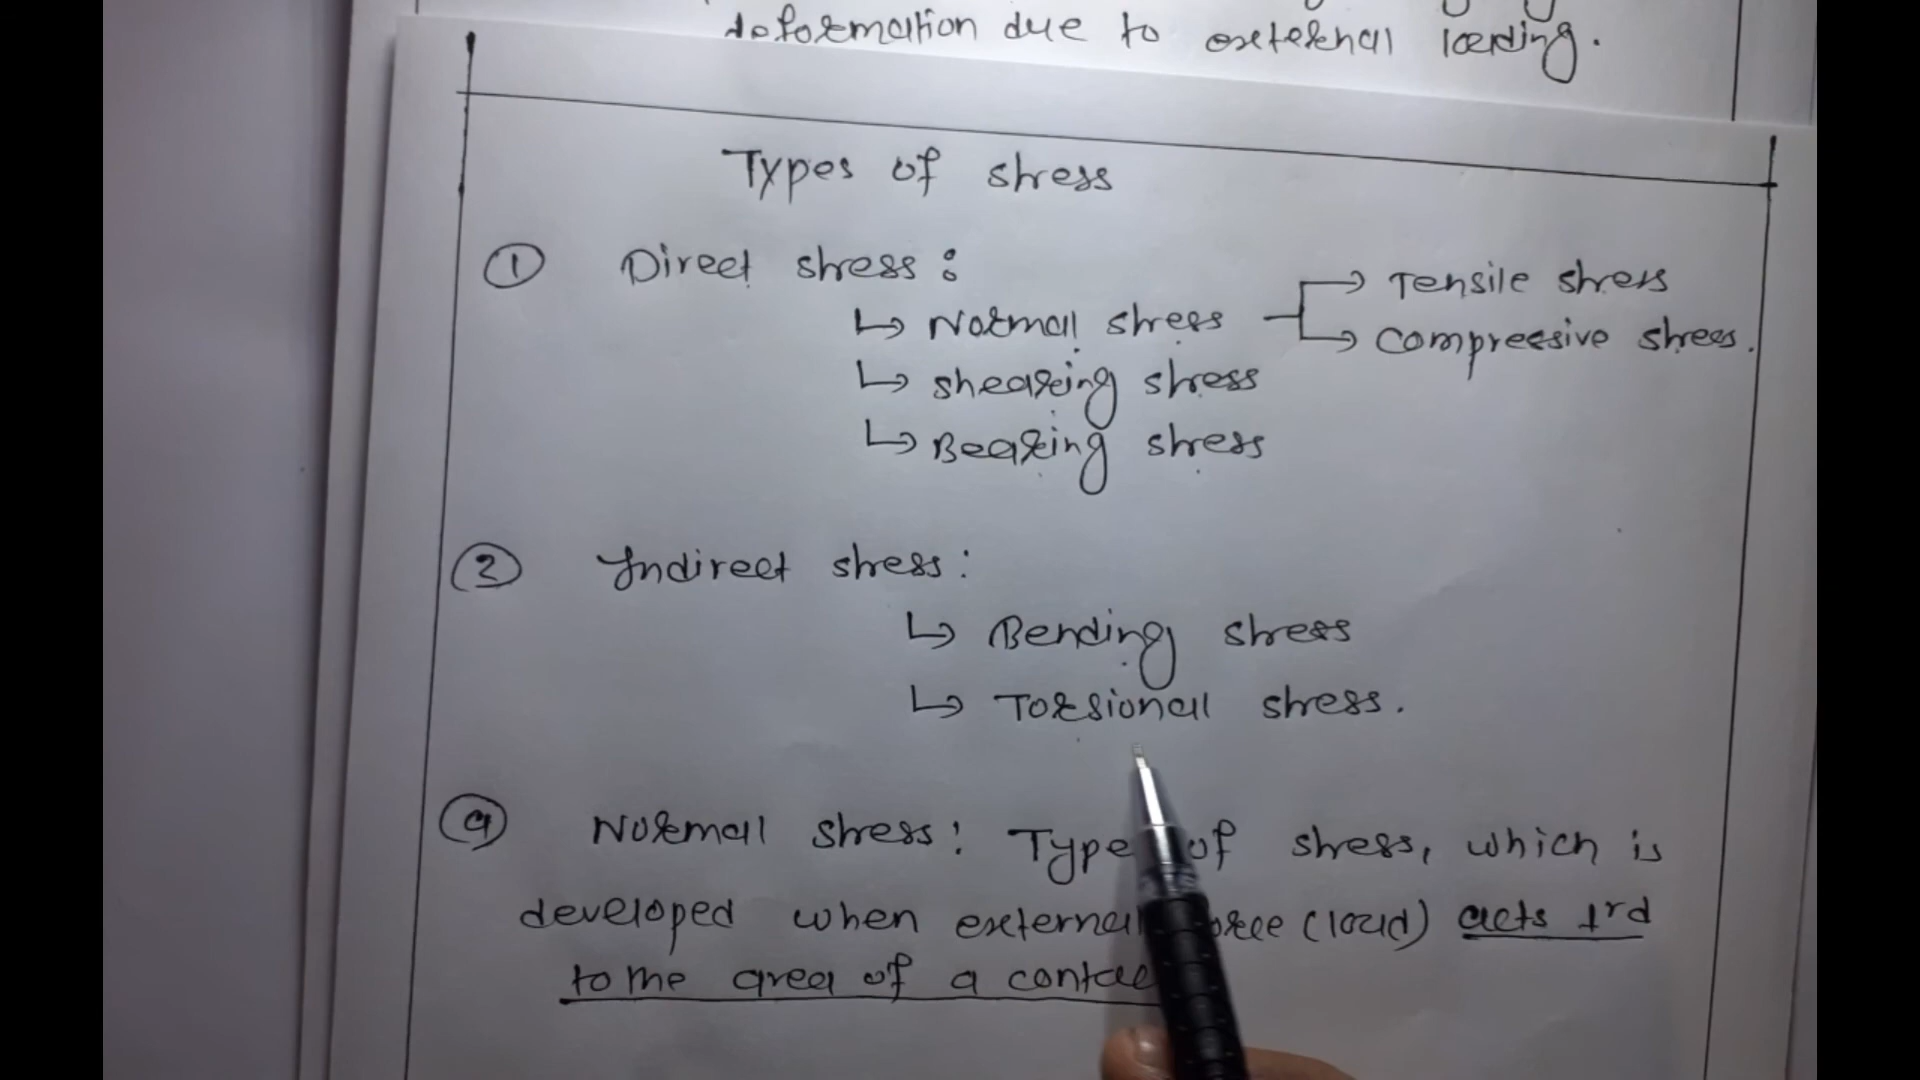 deformation due to external loading.
Types of stress
① Direct stress:
↳ Normal stress → Tensile stress
→ compressive stress.
↳ shearing stress
↳ Bearing stress
② Indirect stress:
↳ Bending stress
↳ Torsional stress.
ⓐ Normal stress: Type of stress, which is
developed when external (load) acts ⊥rd
to the area of a